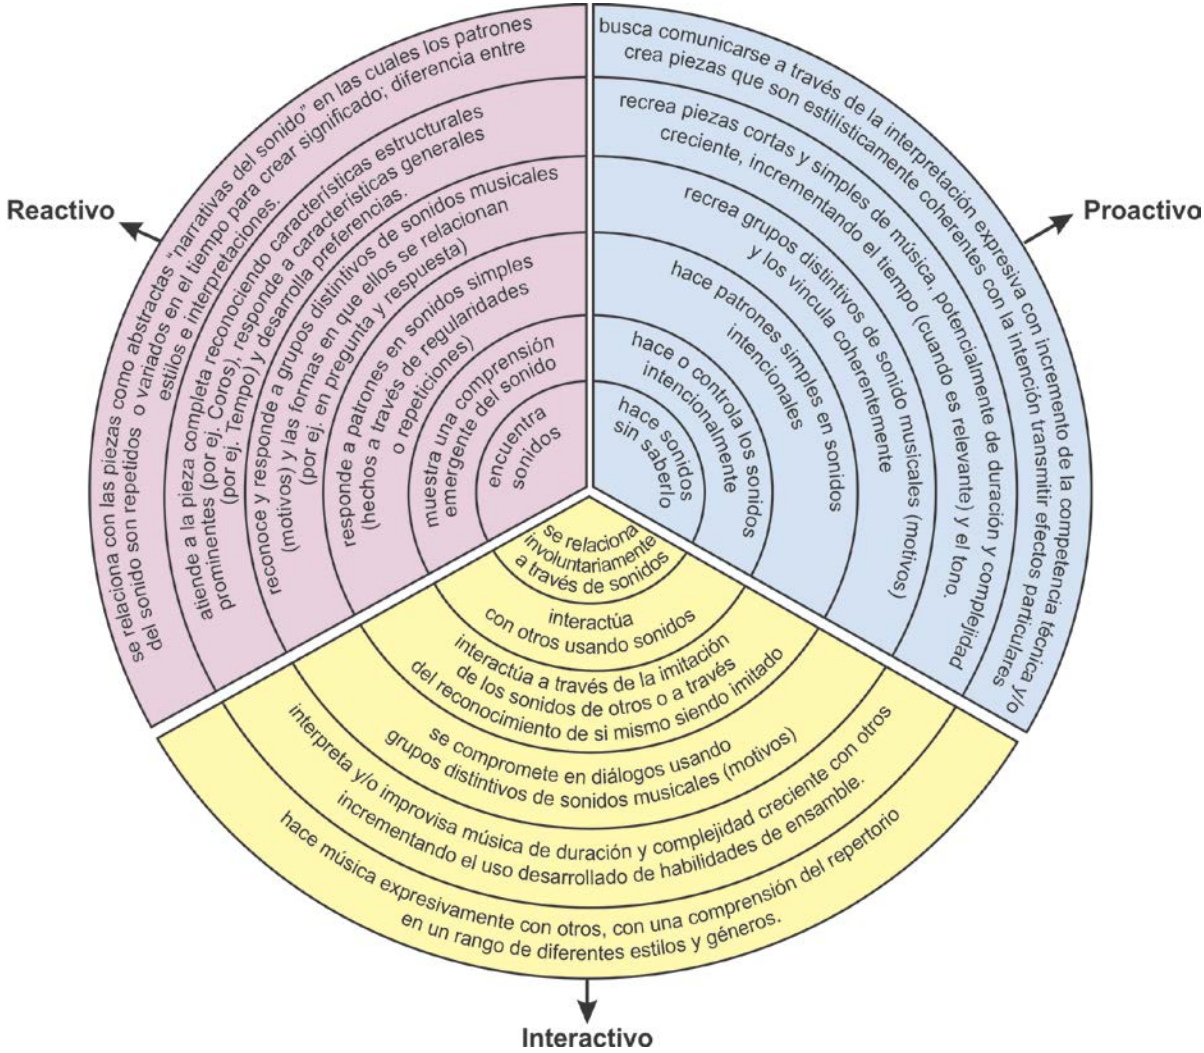 Reactivo
se relaciona con las piezas como abstractas “narrativas del sonido” en las cuales los patrones
del sonido son repetidos o variados en el tiempo para crear significado; diferencia entre
estilos e interpretaciones.
atiende a la pieza completa reconociendo características estructurales
prominentes (por ej. Coros), responde a características generales
(por ej. Tempo) y desarrolla preferencias.
reconoce y responde a grupos distintivos de sonidos musicales
(motivos) y las formas en que ellos se relacionan
(por ej. en pregunta y respuesta)
responde a patrones en sonidos simples
(hechos a través de regularidades
o repeticiones)
muestra una comprensión
emergente del sonido
encuentra
sonidos
Proactivo
busca comunicarse a través de la interpretación expresiva con incremento de la competencia técnica y/o
crea piezas que son estilísticamente coherentes con la intención transmitir efectos particulares
recrea piezas cortas y simples de música, potencialmente de duración y complejidad
creciente, incrementando el tiempo (cuando es relevante) y el tono.
recrea grupos distintivos de sonido musicales (motivos)
y los vincula coherentemente
hace patrones simples en sonidos
intencionales
hace o controla los sonidos
intencionalmente
hace sonidos
sin saberlo
se relaciona
involuntariamente
a través de sonidos
interactúa
con otros usando sonidos
interactúa a través de la imitación
de los sonidos de otros o a través
del reconocimiento de si mismo siendo imitado
se compromete en diálogos usando
grupos distintivos de sonidos musicales (motivos)
interpreta y/o improvisa música de duración y complejidad creciente con otros
incrementando el uso desarrollado de habilidades de ensamble.
hace música expresivamente con otros, con una comprensión del repertorio
en un rango de diferentes estilos y géneros.
Interactivo